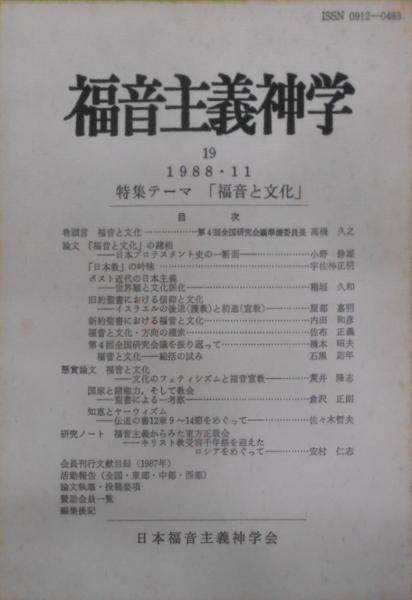 ISSN 0912--0483
福音主義神学
19
1988・11
特集テーマ 「福音と文化」
目 次
巻頭言 福音と文化……………第4回全国研究会議準備委員長 高橋 久之
論文 「福音と文化」の諸相
――日本プロテスタント史の一断面――……………小野 静雄
「日本教」の吟味……………宇佐神正明
ポスト近代の日本主義
――世界観と文化脈化――……………稲垣 久和
旧約聖書における信仰と文化
――イスラエルの後退(護教)と前進(宣教)――……………服部 嘉明
新約聖書における福音と文化……………内田 和彦
福音と文化・方向の模索……………佐布 正義
第4回全国研究会議を振り返って……………橋本 昭夫
福音と文化――総括の試み……………石黒 則年
懸賞論文 福音と文化
――文化のフェティシズムと福音宣教――……………荒井 隆志
国家と諸権力,そして教会
――聖書による一考察――……………倉沢 正則
知恵とヤーウィズム
――伝道の書12章9～14節をめぐって――……………佐々木哲夫
研究ノート 福音主義からみた東方正教会
――キリスト教受容千年祭を迎えた
ロシアをめぐって――……………安村 仁志
会員刊行文献目録(1987年)
活動報告(全国・東部・中部・西部)
論文執筆・投稿要項
賛助会員一覧
編集後記
日本福音主義神学会